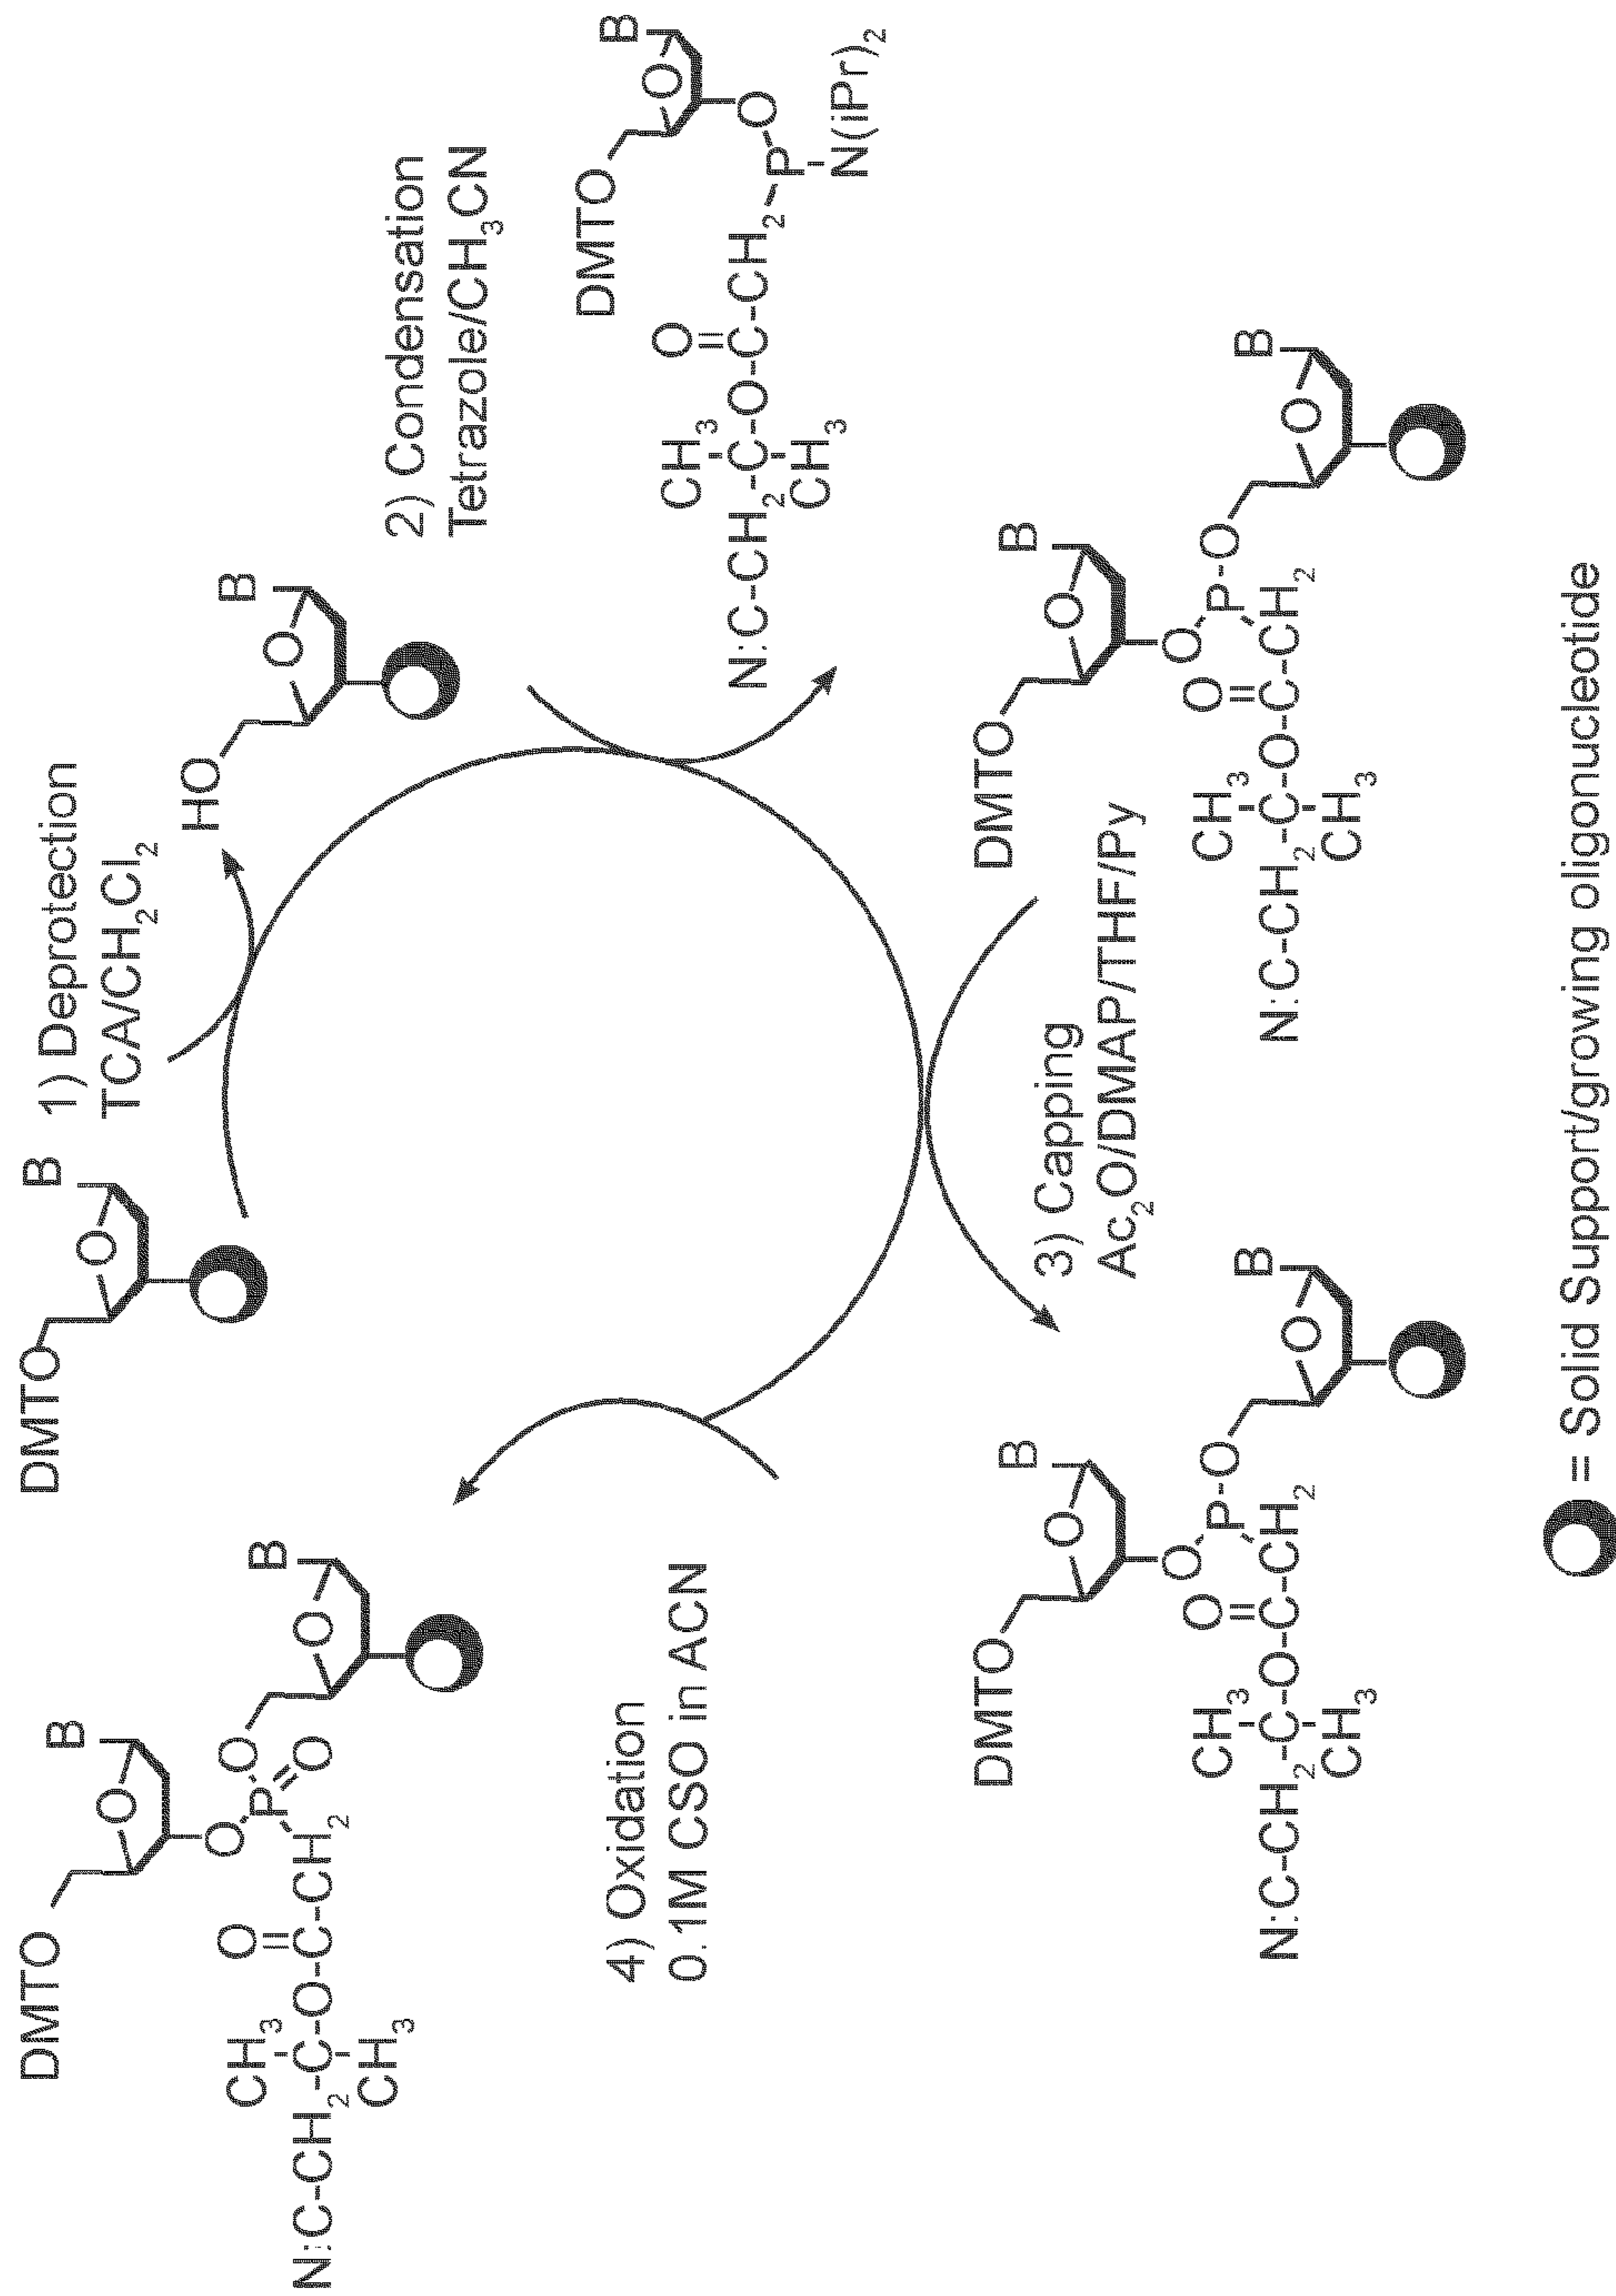 DMTO
O
B
1) Deprotection
TCA/CH₂Cl₂
HO
O
B
2) Condensation
Tetrazole/CH₃CN
DMTO
O
B
O
N:C-CH₂-C-O-C-CH₂-P
CH₃
CH₃
O
N(iPr)₂
DMTO
O
B
O
P-O
O
B
N:C-CH₂-C-O-C-CH₂
CH₃
CH₃
O
3) Capping
Ac₂O/DMAP/THF/Py
DMTO
O
B
O
P-O
O
B
N:C-CH₂-C-O-C-CH₂
CH₃
CH₃
O
4) Oxidation
0.1M CSO in ACN
DMTO
O
B
O
P
O
O
O
B
N:C-CH₂-C-O-C-CH₂
CH₃
CH₃
O
= Solid Support/growing oligonucleotide